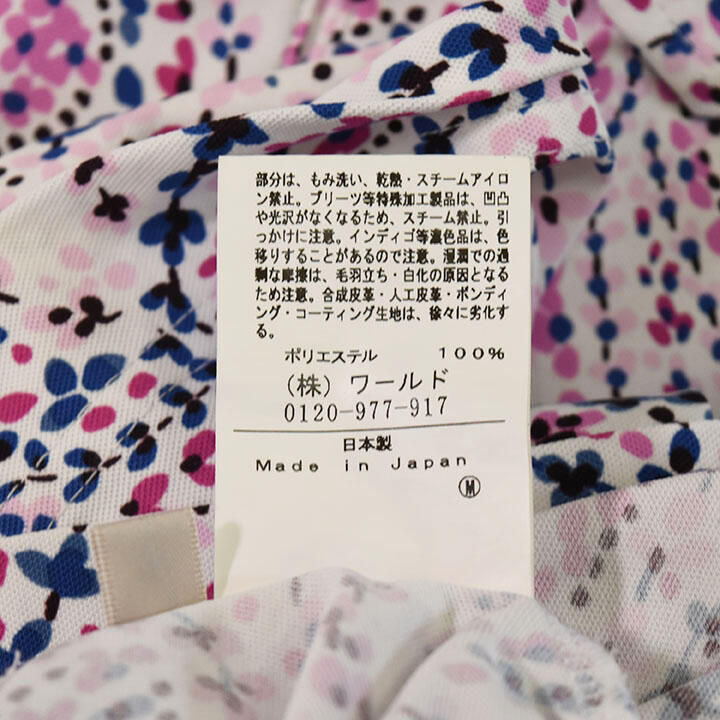 部分は、もみ洗い、乾熱・スチームアイロ
ン禁止。プリーツ等特殊加工製品は、凹凸
や光沢がなくなるため、スチーム禁止。引
っかけに注意。インディゴ等濃色品は、色
移りすることがあるので注意。湿潤での過
剰な摩擦は、毛羽立ち・白化の原因となる
ため注意。合成皮革・人工皮革・ボンディ
ング・コーティング生地は、徐々に劣化す
る。
ポリエステル 100%
(株) ワールド
0120-977-917
日本製
Made in Japan
M